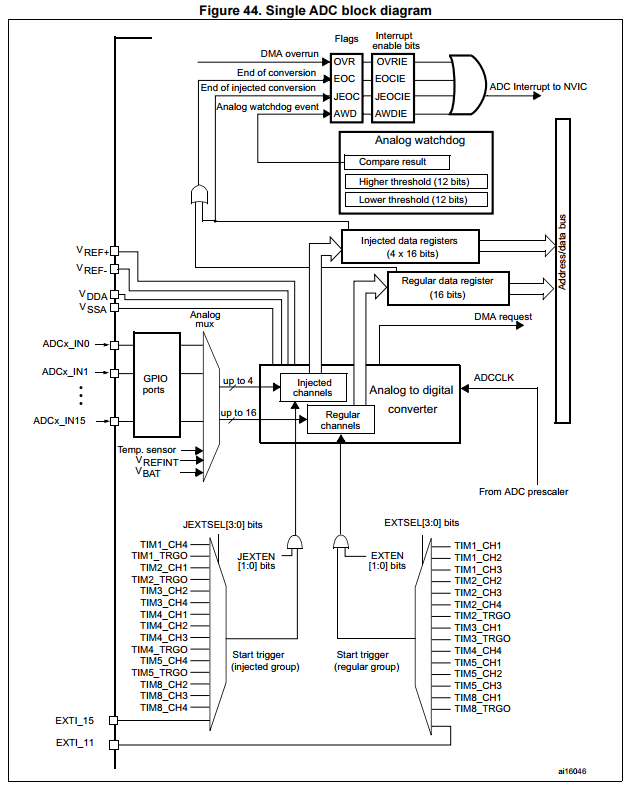 Figure 44. Single ADC block diagram
Flags
Interrupt
enable bits
DMA overrun
OVR
OVRIE
End of conversion
EOC
EOCIE
End of injected conversion
JEOC
JEOCIE
Analog watchdog event
AWD
AWDIE
ADC Interrupt to NVIC
Analog watchdog
Compare result
Higher threshold (12 bits)
Lower threshold (12 bits)
Address/data bus
Injected data registers
(4 x 16 bits)
Regular data register
(16 bits)
VREF+
VREF-
VDDA
VSSA
Analog
mux
DMA request
ADCx_IN0
ADCx_IN1
ADCx_IN15
GPIO
ports
up to 4
up to 16
Injected
channels
Regular
channels
Analog to digital
converter
ADCCLK
Temp. sensor
VREFINT
VBAT
From ADC prescaler
JEXTSEL[3:0] bits
EXTSEL[3:0] bits
TIM1_CH4
TIM1_TRGO
TIM2_CH1
TIM2_TRGO
TIM3_CH2
TIM3_CH4
TIM4_CH1
TIM4_CH2
TIM4_CH3
TIM4_TRGO
TIM5_CH4
TIM5_TRGO
TIM8_CH2
TIM8_CH3
TIM8_CH4
JEXTEN
[1:0] bits
EXTEN
[1:0] bits
Start trigger
(injected group)
Start trigger
(regular group)
TIM1_CH1
TIM1_CH2
TIM1_CH3
TIM2_CH2
TIM2_CH3
TIM2_CH4
TIM2_TRGO
TIM3_CH1
TIM3_TRGO
TIM4_CH4
TIM5_CH1
TIM5_CH2
TIM5_CH3
TIM8_CH1
TIM8_TRGO
EXTI_15
EXTI_11
ai16046